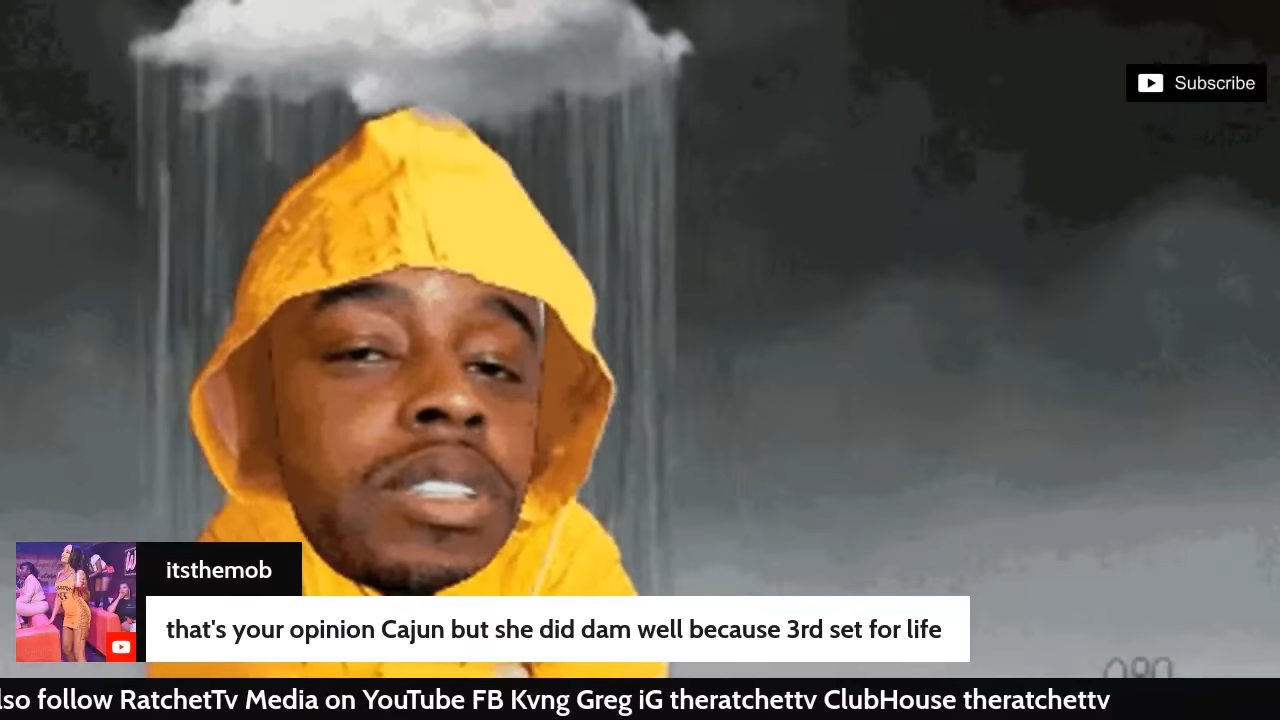 Subscribe
itsthemob
that's your opinion Cajun but she did dam well because 3rd set for life
lso follow RatchetTv Media on YouTube FB Kvng Greg iG theratchettv ClubHouse theratchettv